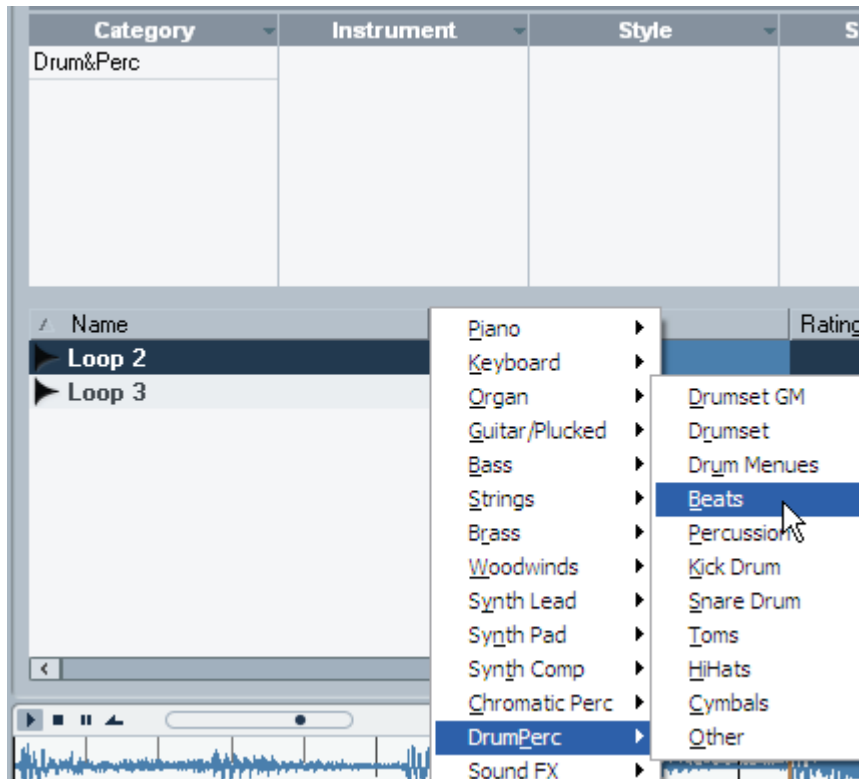 Category Instrument Style S
Drum&Perc
Name Rating
Loop 2
Loop 3
Piano
Keyboard
Organ
Guitar/Plucked
Bass
Strings
Brass
Woodwinds
Synth Lead
Synth Pad
Synth Comp
Chromatic Perc
DrumPerc
Sound FX
Drumset GM
Drumset
Drum Menues
Beats
Percussion
Kick Drum
Snare Drum
Toms
HiHats
Cymbals
Other